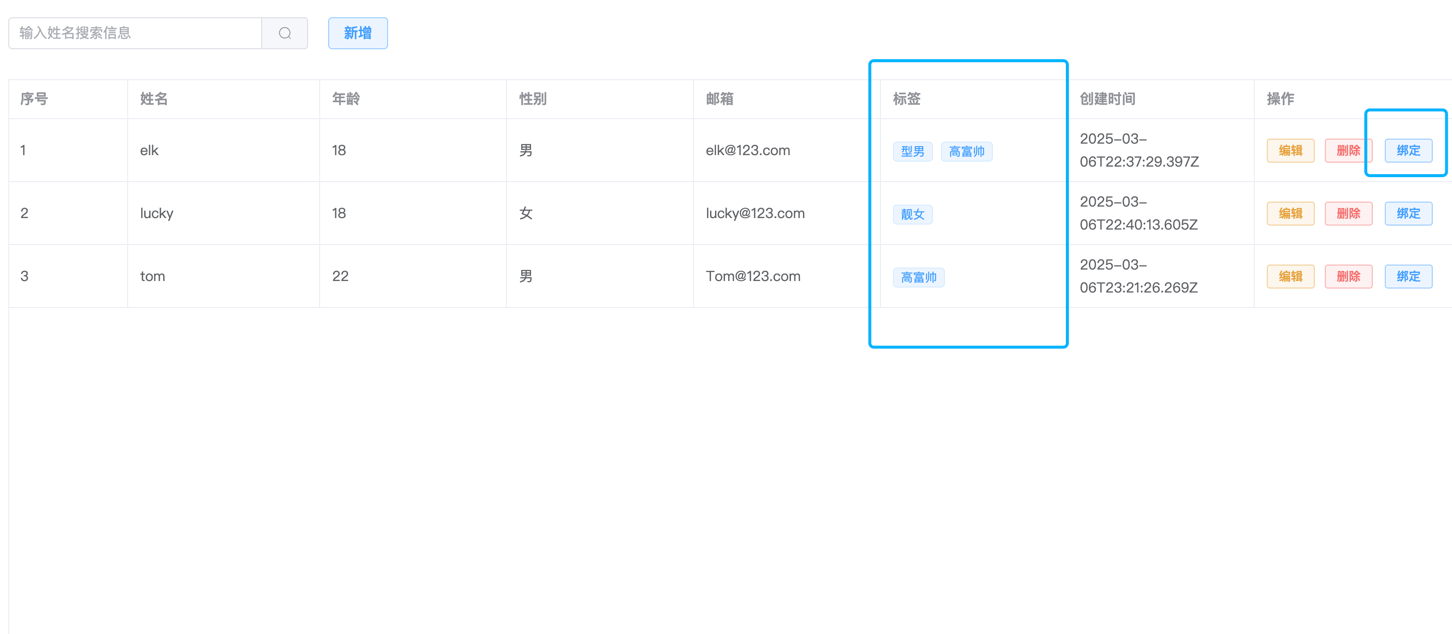 输入姓名搜索信息 新增
序号 姓名 年龄 性别 邮箱 标签 创建时间 操作
1 elk 18 男 elk@123.com 型男 高富帅 2025-03-06T22:37:29.397Z 编辑 删除 绑定
2 lucky 18 女 lucky@123.com 靓女 2025-03-06T22:40:13.605Z 编辑 删除 绑定
3 tom 22 男 Tom@123.com 高富帅 2025-03-06T23:21:26.269Z 编辑 删除 绑定